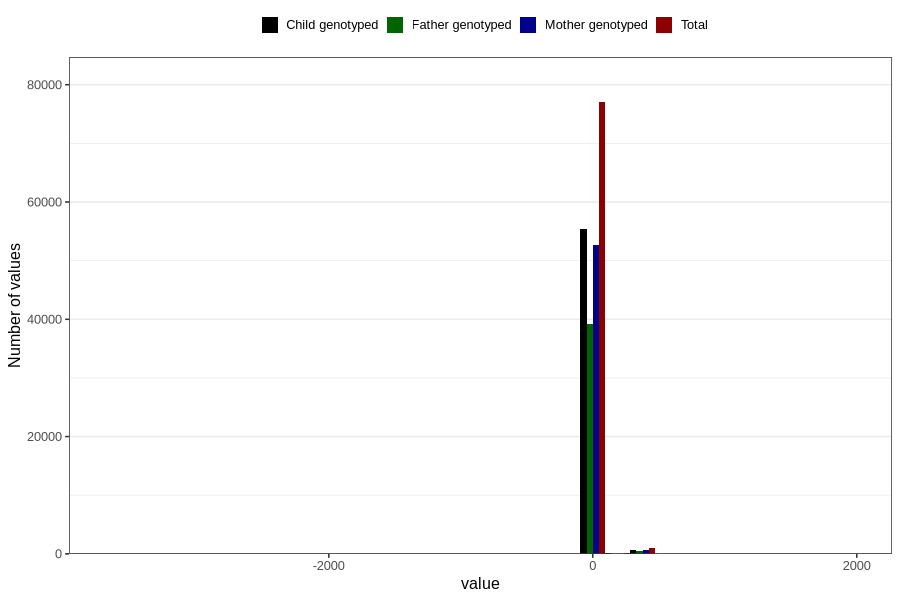 Child genotyped Father genotyped Mother genotyped Total
80000
60000
40000
20000
0
Number of values
-2000 0 2000
value